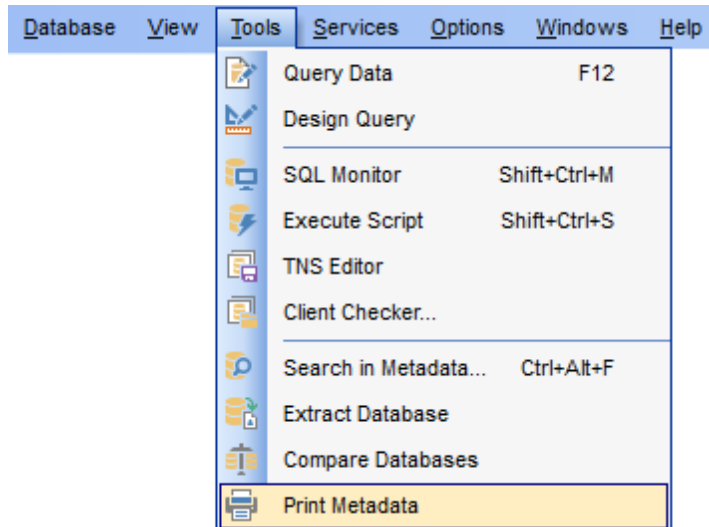 Database View Tools Services Options Windows Help
Query Data F12
Design Query
SQL Monitor Shift+Ctrl+M
Execute Script Shift+Ctrl+S
TNS Editor
Client Checker...
Search in Metadata... Ctrl+Alt+F
Extract Database
Compare Databases
Print Metadata